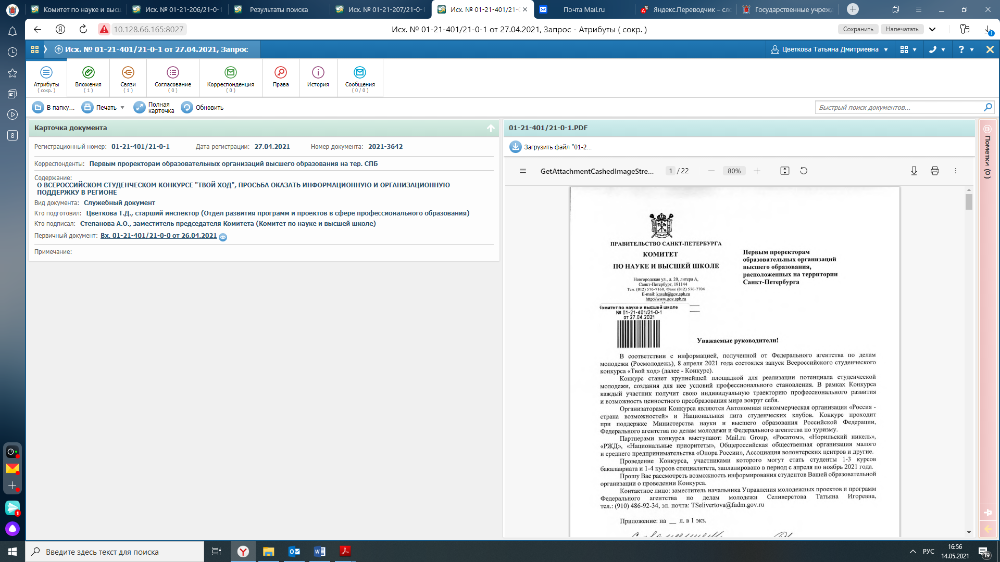 Комитет по науке и высш
Исх. № 01-21-206/21-0-1
Результаты поиска
Исх. № 01-21-207/21-0-1
Исх. № 01-21-401/21-0
Почта Mail.ru
Яндекс.Переводчик – сло
Государственные учрежд
10.128.66.165:8027
Исх. № 01-21-401/21-0-1 от 27.04.2021, Запрос - Атрибуты ( сокр. )
Сохранить
Напечатать
1
Исх. № 01-21-401/21-0-1 от 27.04.2021, Запрос
Цветкова Татьяна Дмитриевна
?
Атрибуты
( сокр. )
Вложения
( 1 )
Связи
( 1 )
Согласование
( 0 )
Корреспонденция
( 0 )
Права
История
Сообщения
( 0 / 0 )
В папку...
Печать
Полная карточка
Обновить
Быстрый поиск документов...
8
Карточка документа
Регистрационный номер: 01-21-401/21-0-1 Дата регистрации: 27.04.2021 Номер документа: 2021-3642
Корреспонденты: Первым проректорам образовательных организаций высшего образования на тер. СПБ
Содержание:
О ВСЕРОССИЙСКОМ СТУДЕНЧЕСКОМ КОНКУРСЕ "ТВОЙ ХОД", ПРОСЬБА ОКАЗАТЬ ИНФОРМАЦИОННУЮ И ОРГАНИЗАЦИОННУЮ
ПОДДЕРЖКУ В РЕГИОНЕ
Вид документа: Служебный документ
Кто подготовил: Цветкова Т.Д., старший инспектор (Отдел развития программ и проектов в сфере профессионального образования)
Кто подписал: Степанова А.О., заместитель председателя Комитета (Комитет по науке и высшей школе)
Первичный документ: Вх. 01-21-401/21-0-0 от 26.04.2021
Примечание:
01-21-401/21-0-1.PDF
Загрузить файл "01-2...
GetAttachmentCashedImageStre...
1 / 22
80%
Пометки (0)
ПРАВИТЕЛЬСТВО САНКТ-ПЕТЕРБУРГА
КОМИТЕТ
ПО НАУКЕ И ВЫСШЕЙ ШКОЛЕ
Новгородская ул., д. 20, литера А,
Санкт-Петербург, 191144
Тел. (812) 576-7160, Факс (812) 576-7704
E-mail: knvsh@gov.spb.ru
http://www.gov.spb.ru
Комитет по науке и высшей школе
№ 01-21-401/21-0-1
от 27.04.2021
Первым проректорам
образовательных организаций
высшего образования,
расположенных на территории
Санкт-Петербурга
Уважаемые руководители!
В соответствии с информацией, полученной от Федерального агентства по делам
молодежи (Росмолодежь), 8 апреля 2021 года состоялся запуск Всероссийского студенческого
конкурса «Твой ход» (далее - Конкурс).
Конкурс станет крупнейшей площадкой для реализации потенциала студенческой
молодежи, создания для нее условий профессионального становления. В рамках Конкурса
каждый участник получит свою индивидуальную траекторию профессионального развития
и возможность ценностного преобразования мира вокруг себя.
Организаторами Конкурса являются Автономная некоммерческая организация «Россия -
страна возможностей» и Национальная лига студенческих клубов. Конкурс проходит
при поддержке Министерства науки и высшего образования Российской Федерации,
Федерального агентства по делам молодежи и Федерального агентства по туризму.
Партнерами конкурса выступают: Mail.ru Group, «Росатом», «Норильский никель»,
«РЖД», «Национальные приоритеты», Общероссийская общественная организация малого
и среднего предпринимательства «Опора России», Ассоциация волонтерских центров и другие.
Проведение Конкурса, участниками которого могут стать студенты 1-3 курсов
бакалавриата и 1-4 курсов специалитета, запланировано в период с апреля по ноябрь 2021 года.
Прошу Вас рассмотреть возможность информирования студентов Вашей образовательной
организации о проведении Конкурса.
Контактное лицо: заместитель начальника Управления молодежных проектов и программ
Федерального агентства по делам молодежи Селиверстова Татьяна Игоревна,
тел.: (910) 486-92-34, эл. почта: TSelivertova@fadm.gov.ru
Приложение: на __ л. в 1 экз.
1
Введите здесь текст для поиска
РУС
16:56
14.05.2021
19